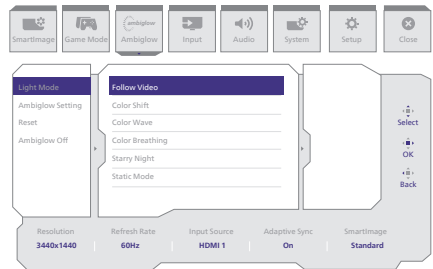 ambiglow
SmartImage Game Mode Ambiglow Input Audio System Setup Close
Light Mode
Ambiglow Setting
Reset
Ambiglow Off
Follow Video
Color Shift
Color Wave
Color Breathing
Starry Night
Static Mode
Select
OK
Back
Resolution Refresh Rate Input Source Adaptive Sync SmartImage
3440x1440 60Hz HDMI 1 On Standard